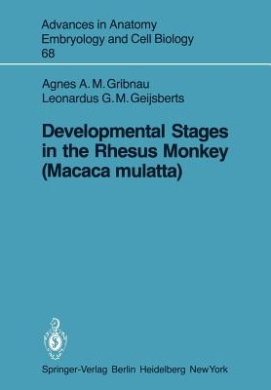 Advances in Anatomy
Embryology and Cell Biology
68
Agnes A. M. Gribnau
Leonardus G. M. Geijsberts
Developmental Stages
in the Rhesus Monkey
(Macaca mulatta)
Springer-Verlag Berlin Heidelberg New York